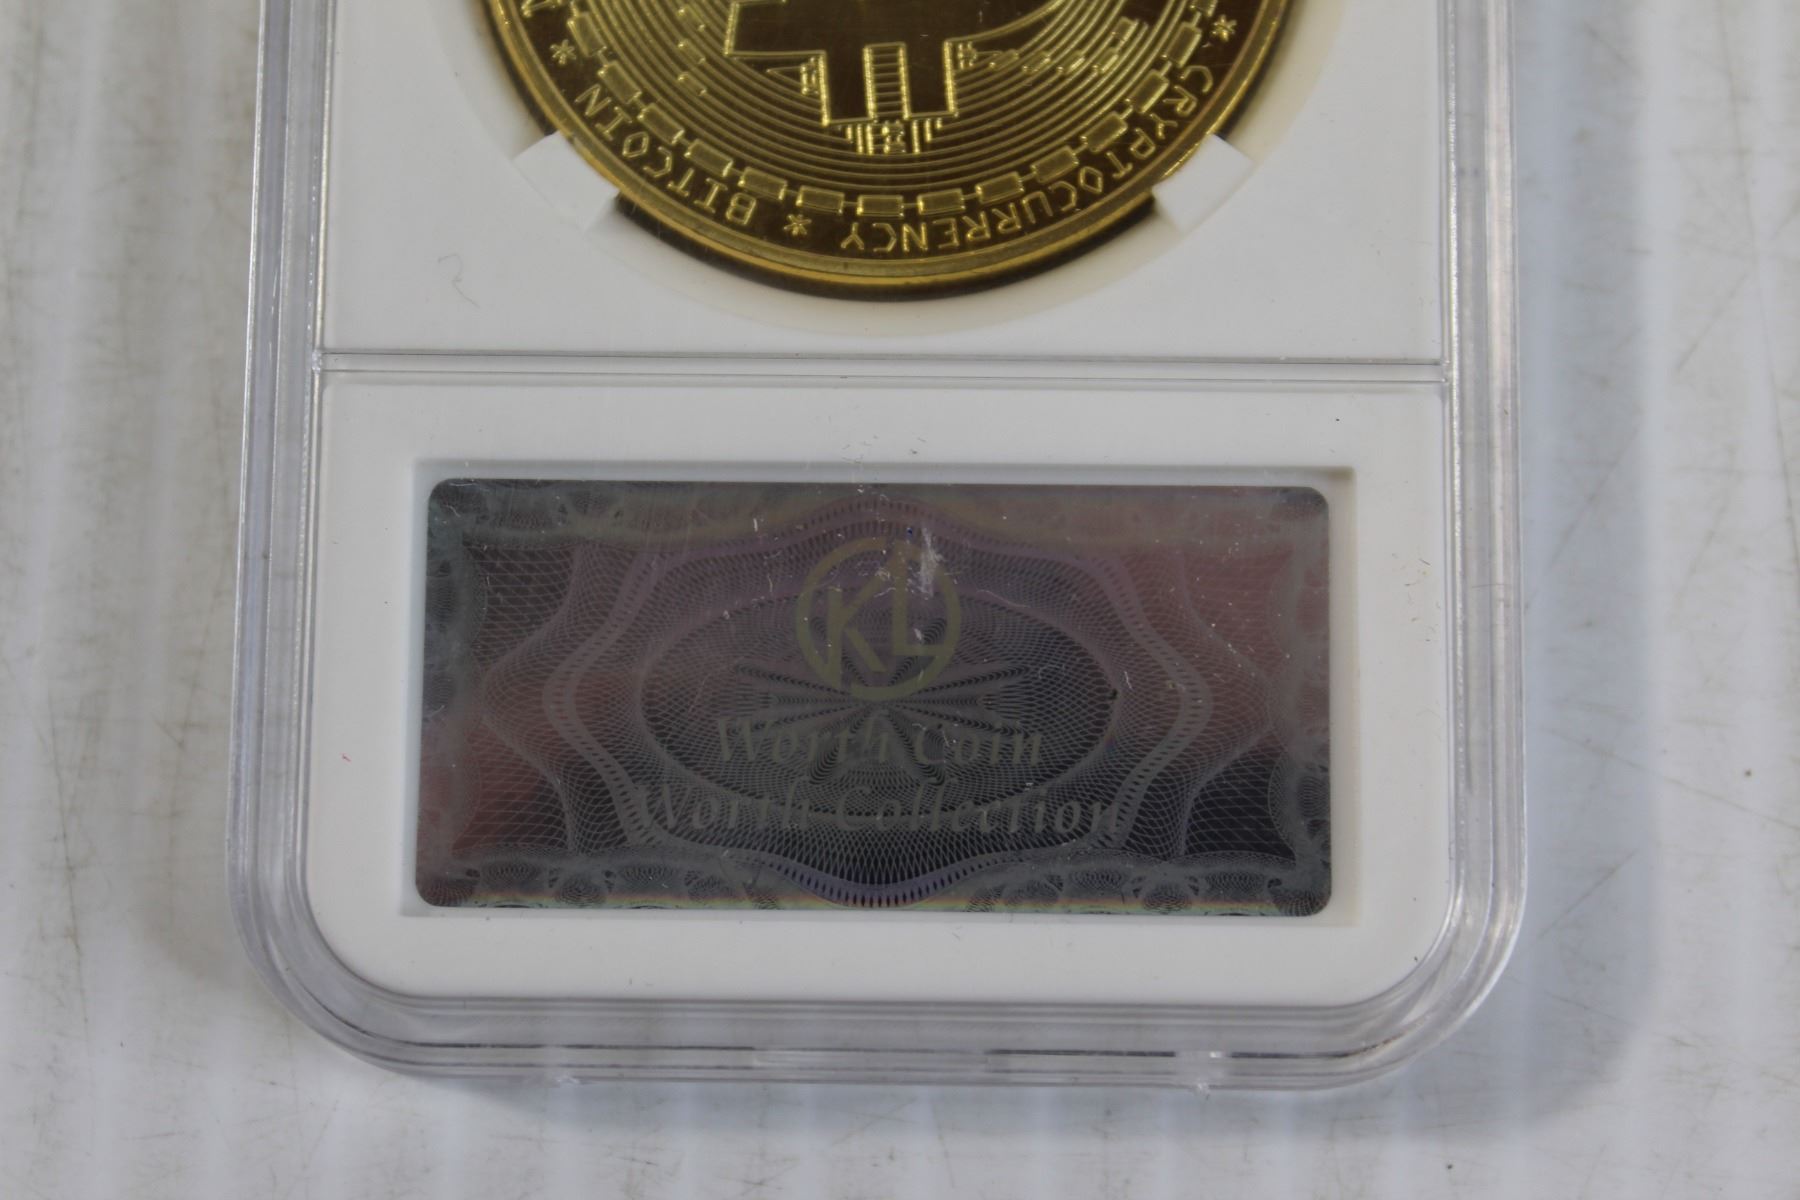 CRYPTOCURRENCY * BITCOIN *
KL
Worth Coin
Worth Collection